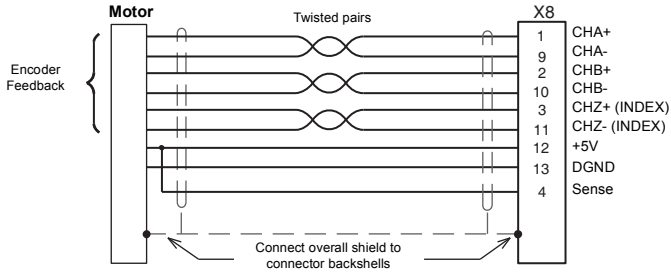 Motor
Twisted pairs
X8
Encoder
Feedback
1 CHA+
9 CHA-
2 CHB+
10 CHB-
3 CHZ+ (INDEX)
11 CHZ- (INDEX)
12 +5V
13 DGND
4 Sense
Connect overall shield to
connector backshells